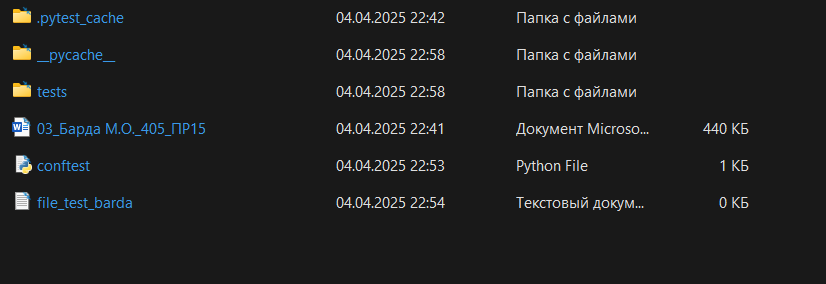 .pytest_cache 04.04.2025 22:42 Папка с файлами
__pycache__ 04.04.2025 22:58 Папка с файлами
tests 04.04.2025 22:58 Папка с файлами
03_Барда М.О._405_ПР15 04.04.2025 22:41 Документ Microso... 440 КБ
conftest 04.04.2025 22:53 Python File 1 КБ
file_test_barda 04.04.2025 22:54 Текстовый докум... 0 КБ